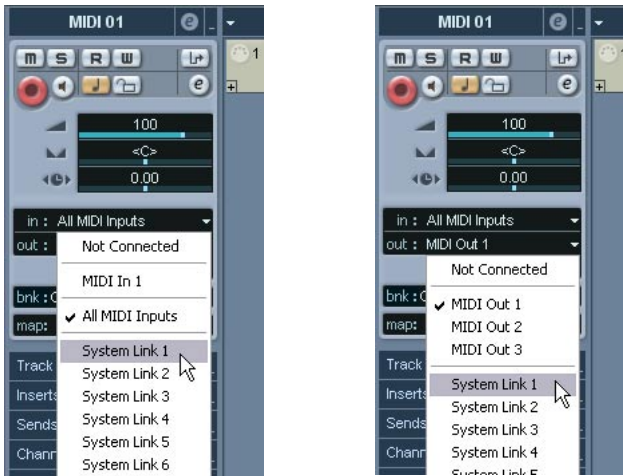 MIDI 01 e -
M S R W
1
e
100
<C>
0.00
in : All MIDI Inputs
out :
Not Connected
MIDI In 1
bnk :
✓ All MIDI Inputs
map:
System Link 1
Track
System Link 2
Inserts
System Link 3
Sends
System Link 4
System Link 5
Chann
System Link 6
MIDI 01 e -
M S R W
e
100
<C>
0.00
in : All MIDI Inputs
out : MIDI Out 1
Not Connected
bnk :
✓ MIDI Out 1
map:
MIDI Out 2
MIDI Out 3
Track
System Link 1
Inserts
System Link 2
Sends
System Link 3
Chann
System Link 4
System Link 5